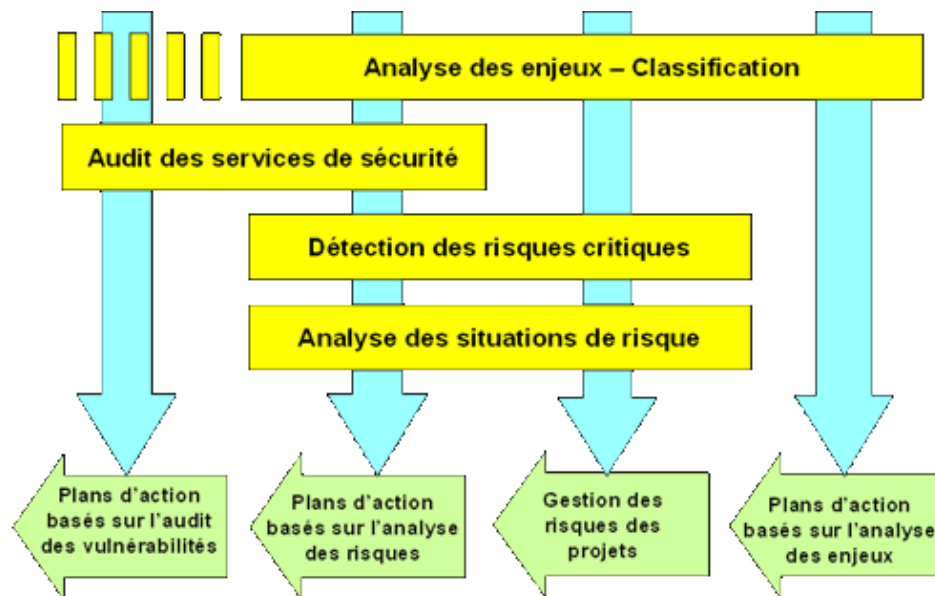 Analyse des enjeux – Classification
Audit des services de sécurité
Détection des risques critiques
Analyse des situations de risque
Plans d'action
basés sur l'audit
des vulnérabilités
Plans d'action
basés sur l'analyse
des risques
Gestion des
risques des
projets
Plans d'action
basés sur l'analyse
des enjeux